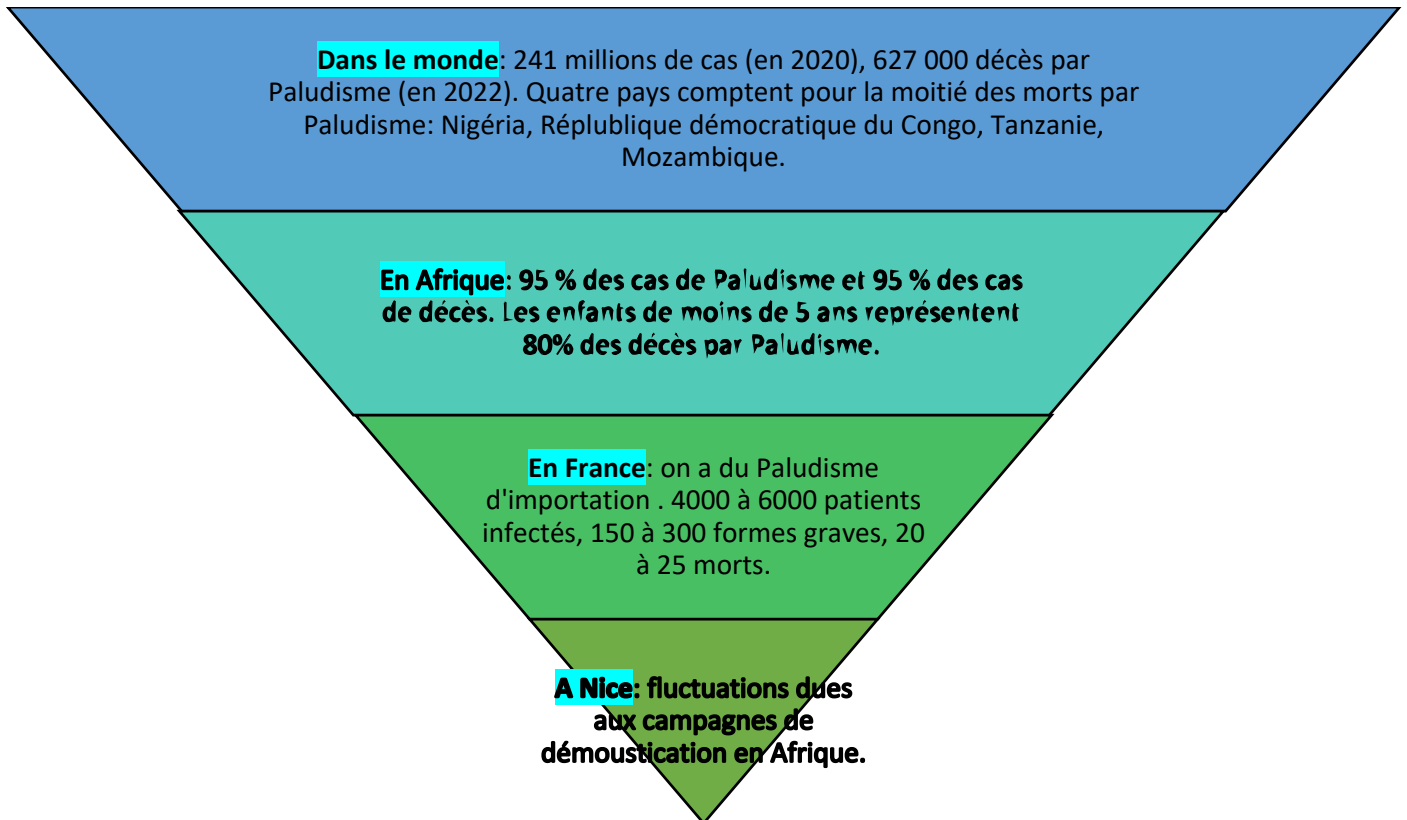 Dans le monde: 241 millions de cas (en 2020), 627 000 décès par
Paludisme (en 2022). Quatre pays comptent pour la moitié des morts par
Paludisme: Nigéria, Réplublique démocratique du Congo, Tanzanie,
Mozambique.
En Afrique: 95 % des cas de Paludisme et 95 % des cas
de décès. Les enfants de moins de 5 ans représentent
80% des décès par Paludisme.
En France: on a du Paludisme
d'importation . 4000 à 6000 patients
infectés, 150 à 300 formes graves, 20
à 25 morts.
A Nice: fluctuations dues
aux campagnes de
démoustication en Afrique.